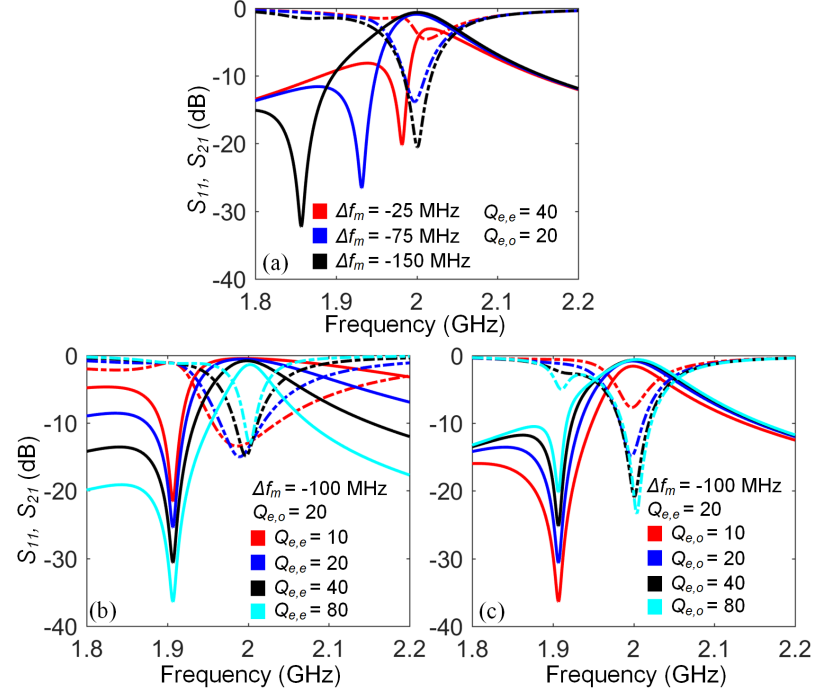 0
-10
-20
-30
-40
S₁₁, S₂₁ (dB)
Δfₘ = -25 MHz
Δfₘ = -75 MHz
Δfₘ = -150 MHz
Qₑ,ₑ = 40
Qₑ,ₒ = 20
(a)
1.8 1.9 2 2.1 2.2
Frequency (GHz)
0
-10
-20
-30
-40
S₁₁, S₂₁ (dB)
Δfₘ = -100 MHz
Qₑ,ₒ = 20
Qₑ,ₑ = 10
Qₑ,ₑ = 20
Qₑ,ₑ = 40
Qₑ,ₑ = 80
(b)
1.8 1.9 2 2.1 2.2
Frequency (GHz)
0
-10
-20
-30
-40
Δfₘ = -100 MHz
Qₑ,ₑ = 20
Qₑ,ₒ = 10
Qₑ,ₒ = 20
Qₑ,ₒ = 40
Qₑ,ₒ = 80
(c)
1.8 1.9 2 2.1 2.2
Frequency (GHz)